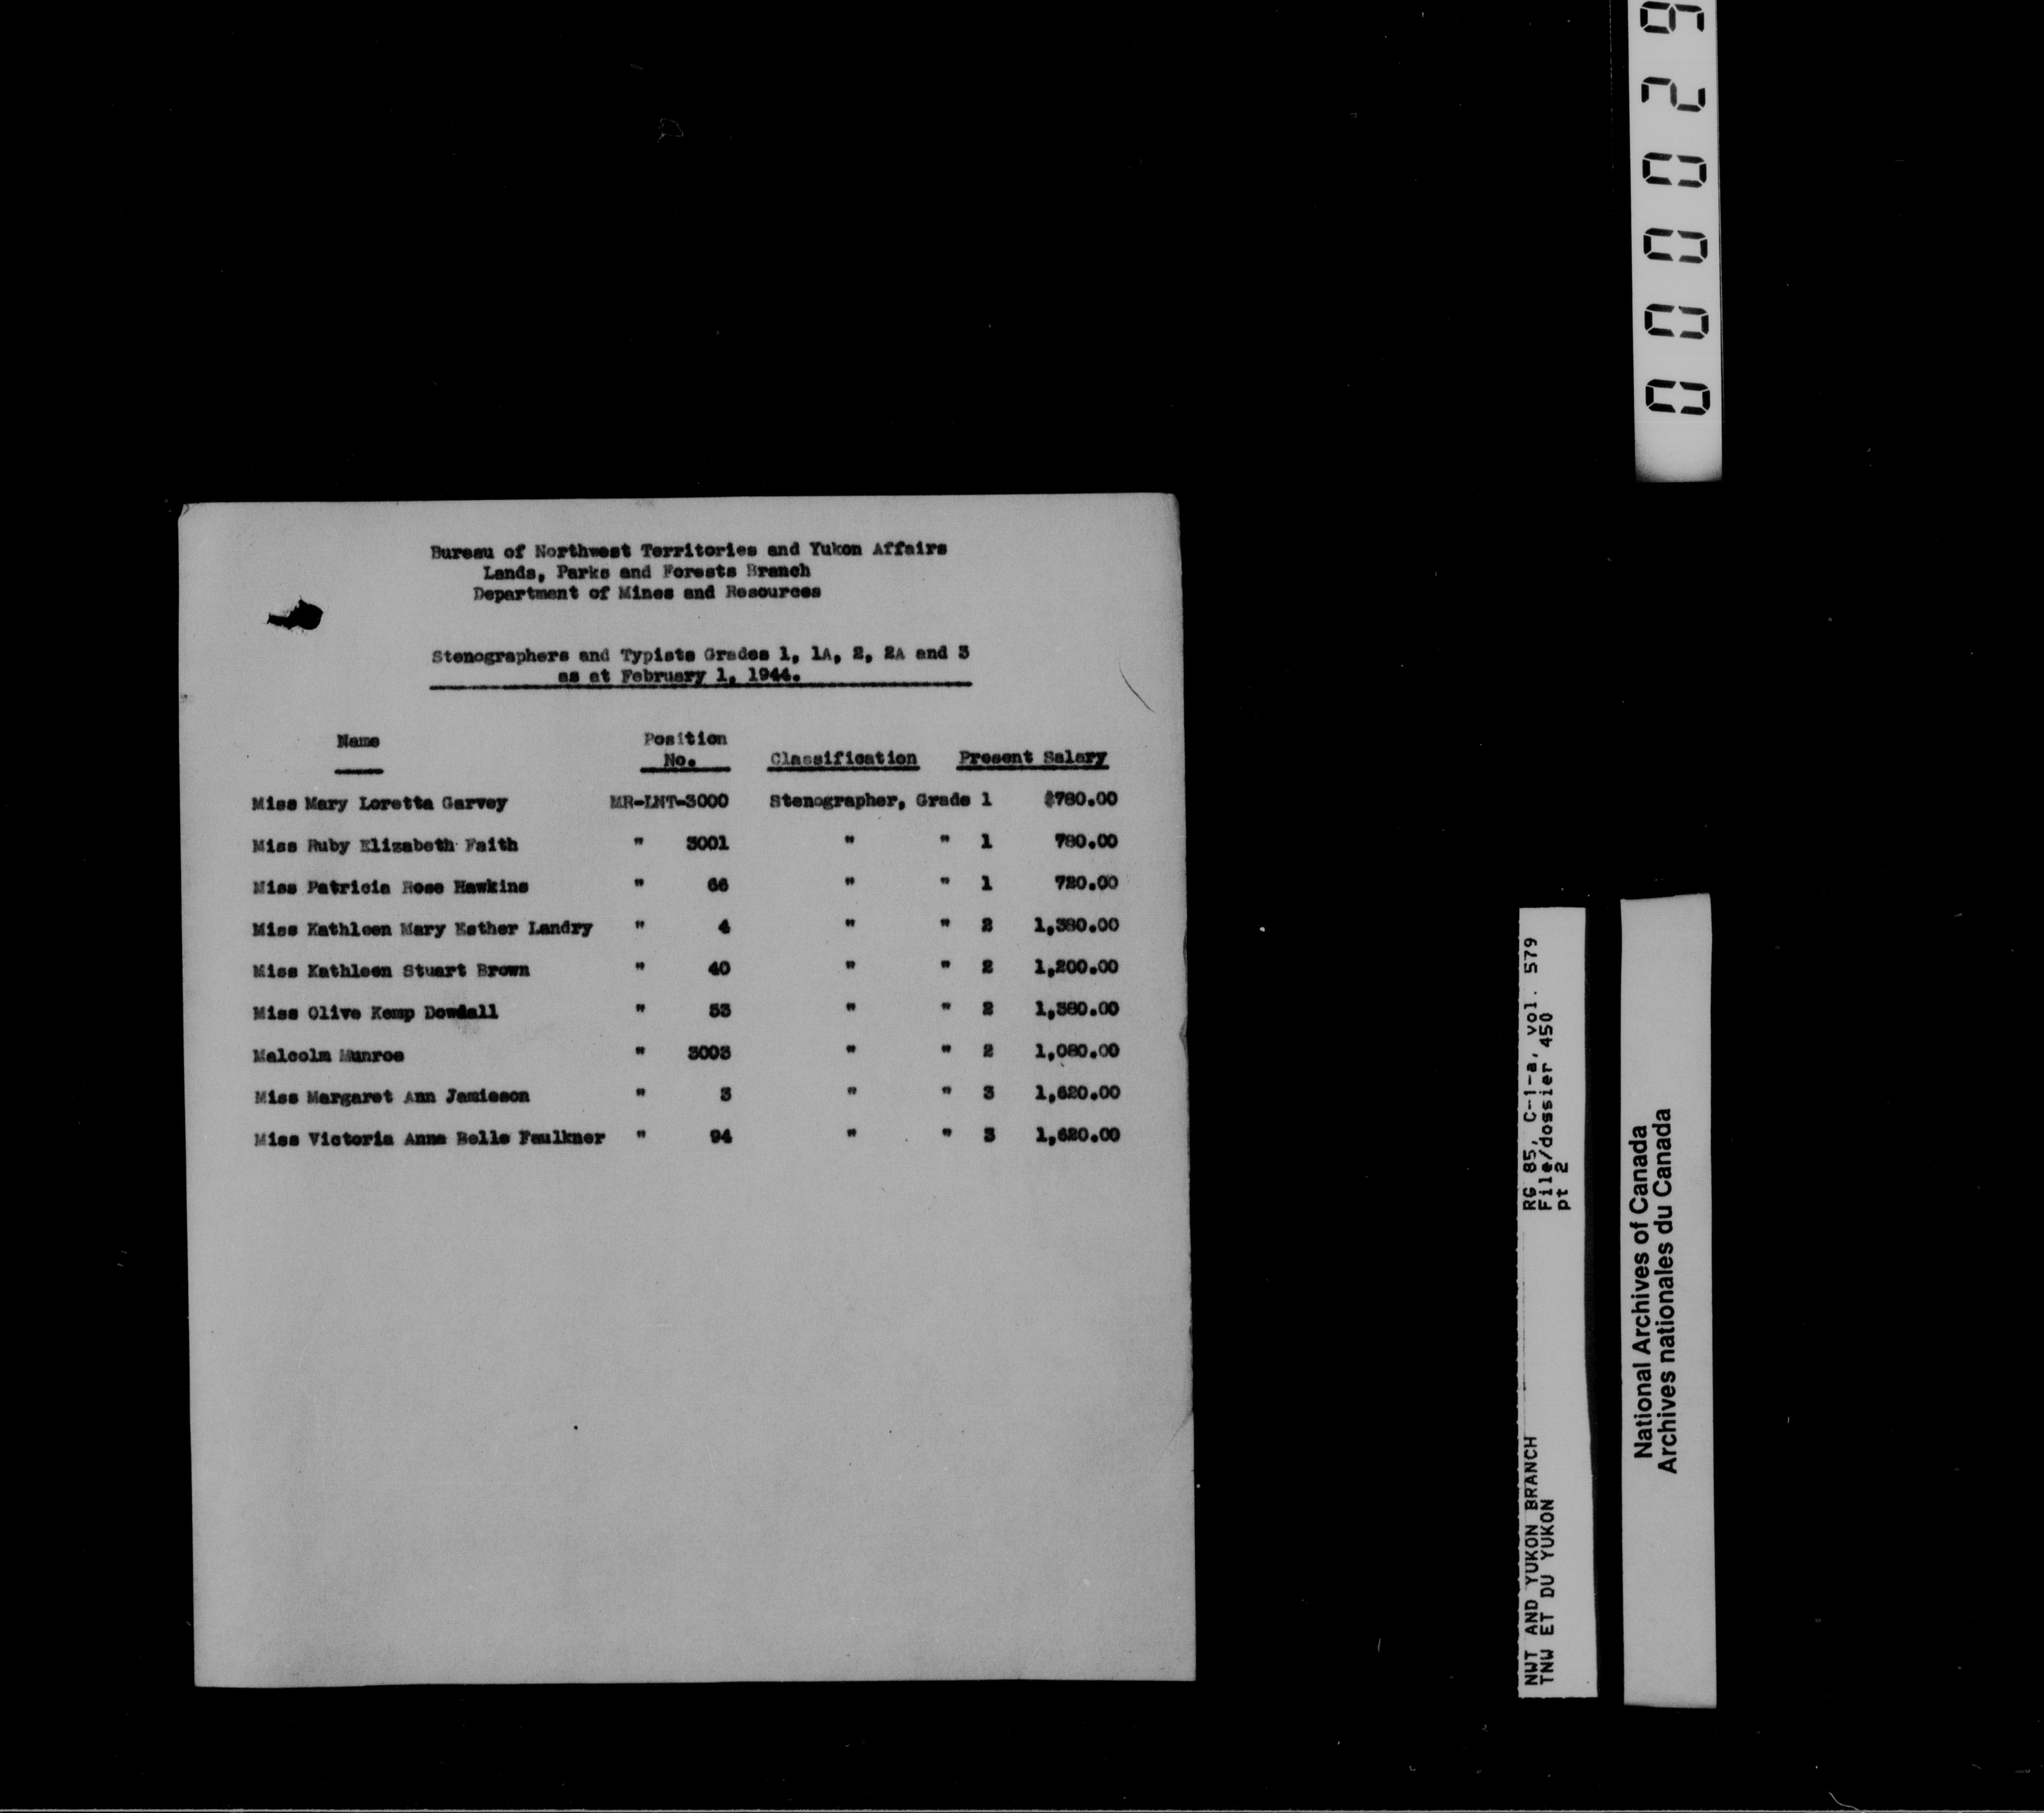 Bureau of Northwest Territories and Yukon Affairs
Lands, Parks and Forests Branch
Department of Mines and Resources
Stenographers and Typists Grades 1, 1A, 2, 2A and 3
as at February 1, 1944.
Name Position No. Classification Present Salary
Miss Mary Loretta Garvey MR-LNT-3000 Stenographer, Grade 1 $780.00
Miss Ruby Elizabeth Faith " 3001 " " 1 780.00
Miss Patricia Rose Hawkins " 66 " " 1 720.00
Miss Kathleen Mary Esther Landry " 4 " " 2 1,380.00
Miss Kathleen Stuart Brown " 40 " " 2 1,200.00
Miss Olive Kemp Dowdall " 53 " " 2 1,380.00
Malcolm Munroe " 3003 " " 2 1,080.00
Miss Margaret Ann Jamieson " 3 " " 3 1,620.00
Miss Victoria Anna Belle Faulkner " 94 " " 3 1,620.00
NWT AND YUKON BRANCH RG 85, C-1-a, vol. 579
TNW ET DU YUKON File/dossier 450
pt 2
National Archives of Canada
Archives nationales du Canada